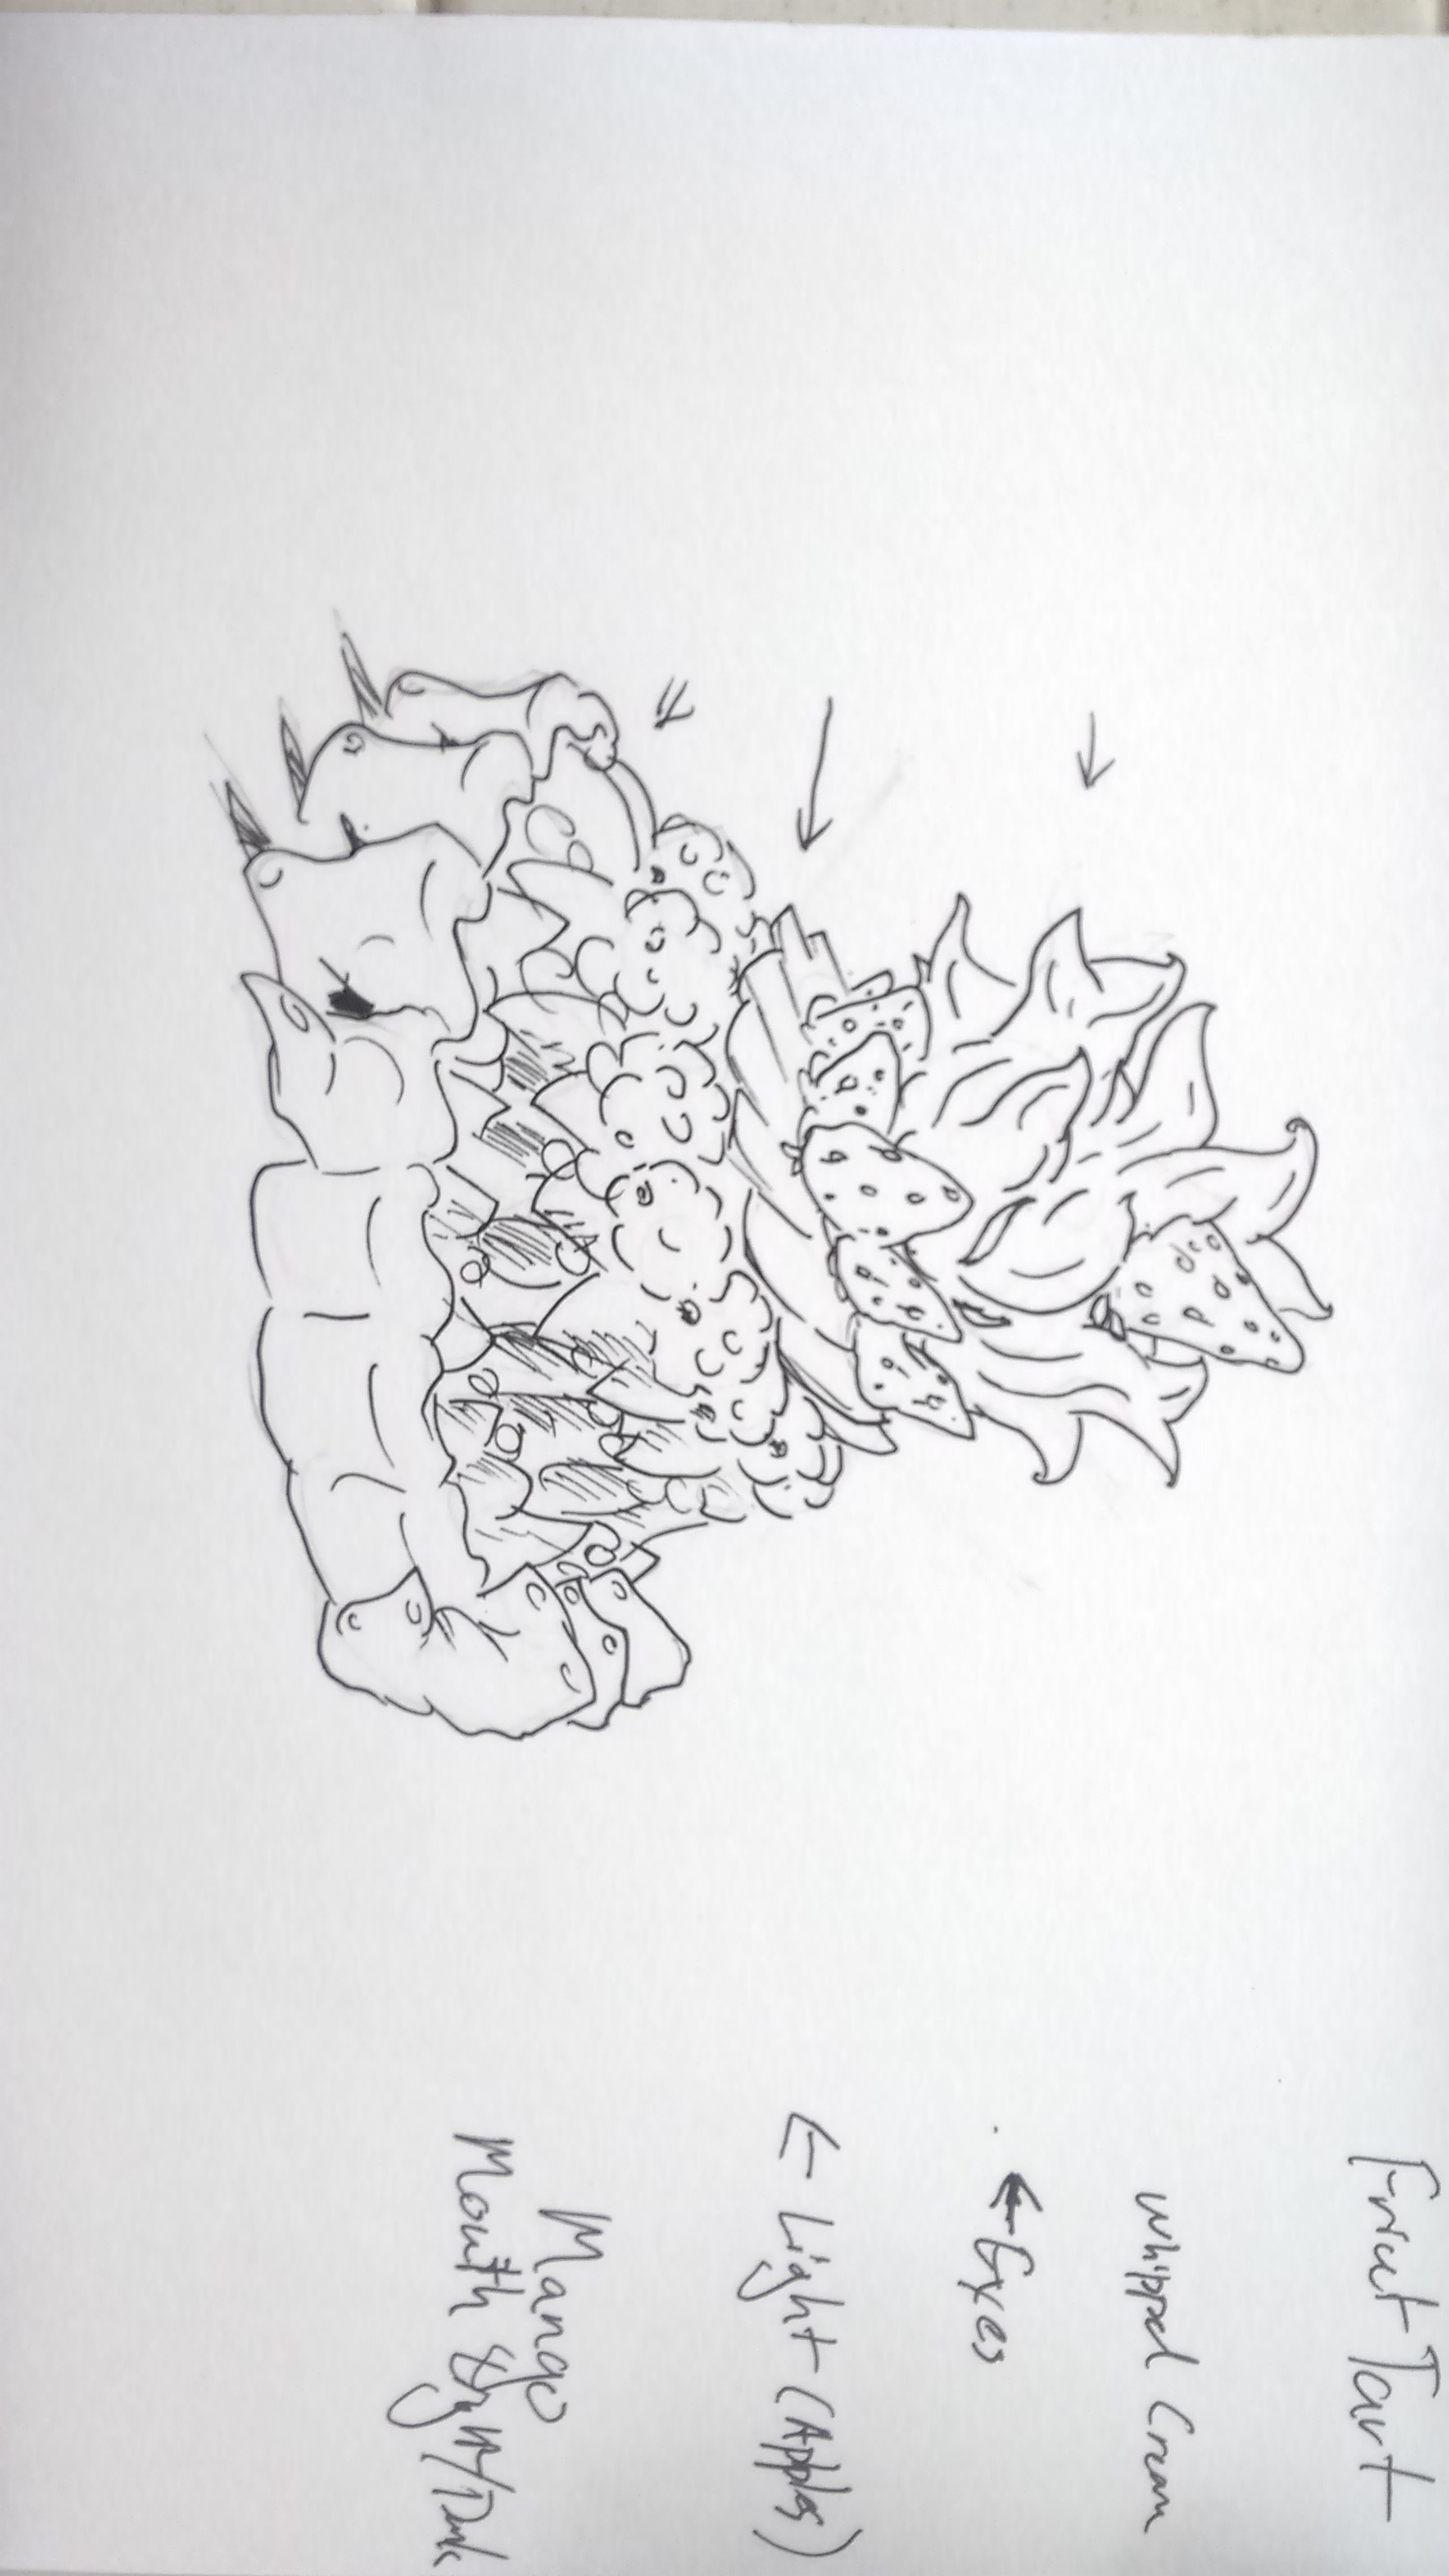 Fruit Tart
Whipped Cream
← Eyes
← Light (Apples)
Mango
Mouth Light/Dark